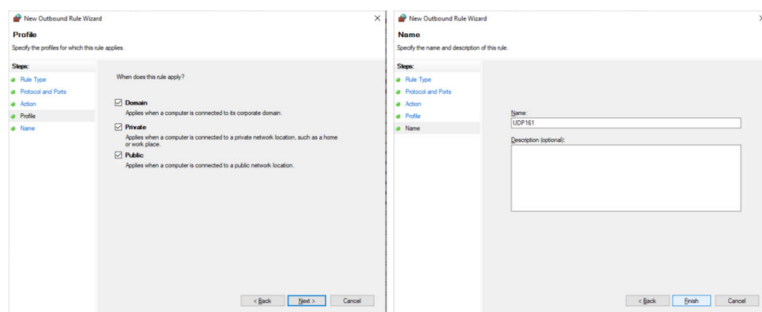 New Outbound Rule Wizard
Profile
Specify the profiles for which this rule applies.
Steps:
Rule Type
Protocol and Ports
Action
Profile
Name
When does this rule apply?
Domain
Applies when a computer is connected to its corporate domain.
Private
Applies when a computer is connected to a private network location, such as a home
or work place.
Public
Applies when a computer is connected to a public network location.
< Back
Next >
Cancel
New Outbound Rule Wizard
Name
Specify the name and description of this rule.
Steps:
Rule Type
Protocol and Ports
Action
Profile
Name
Name:
UDP161
Description (optional):
< Back
Finish
Cancel